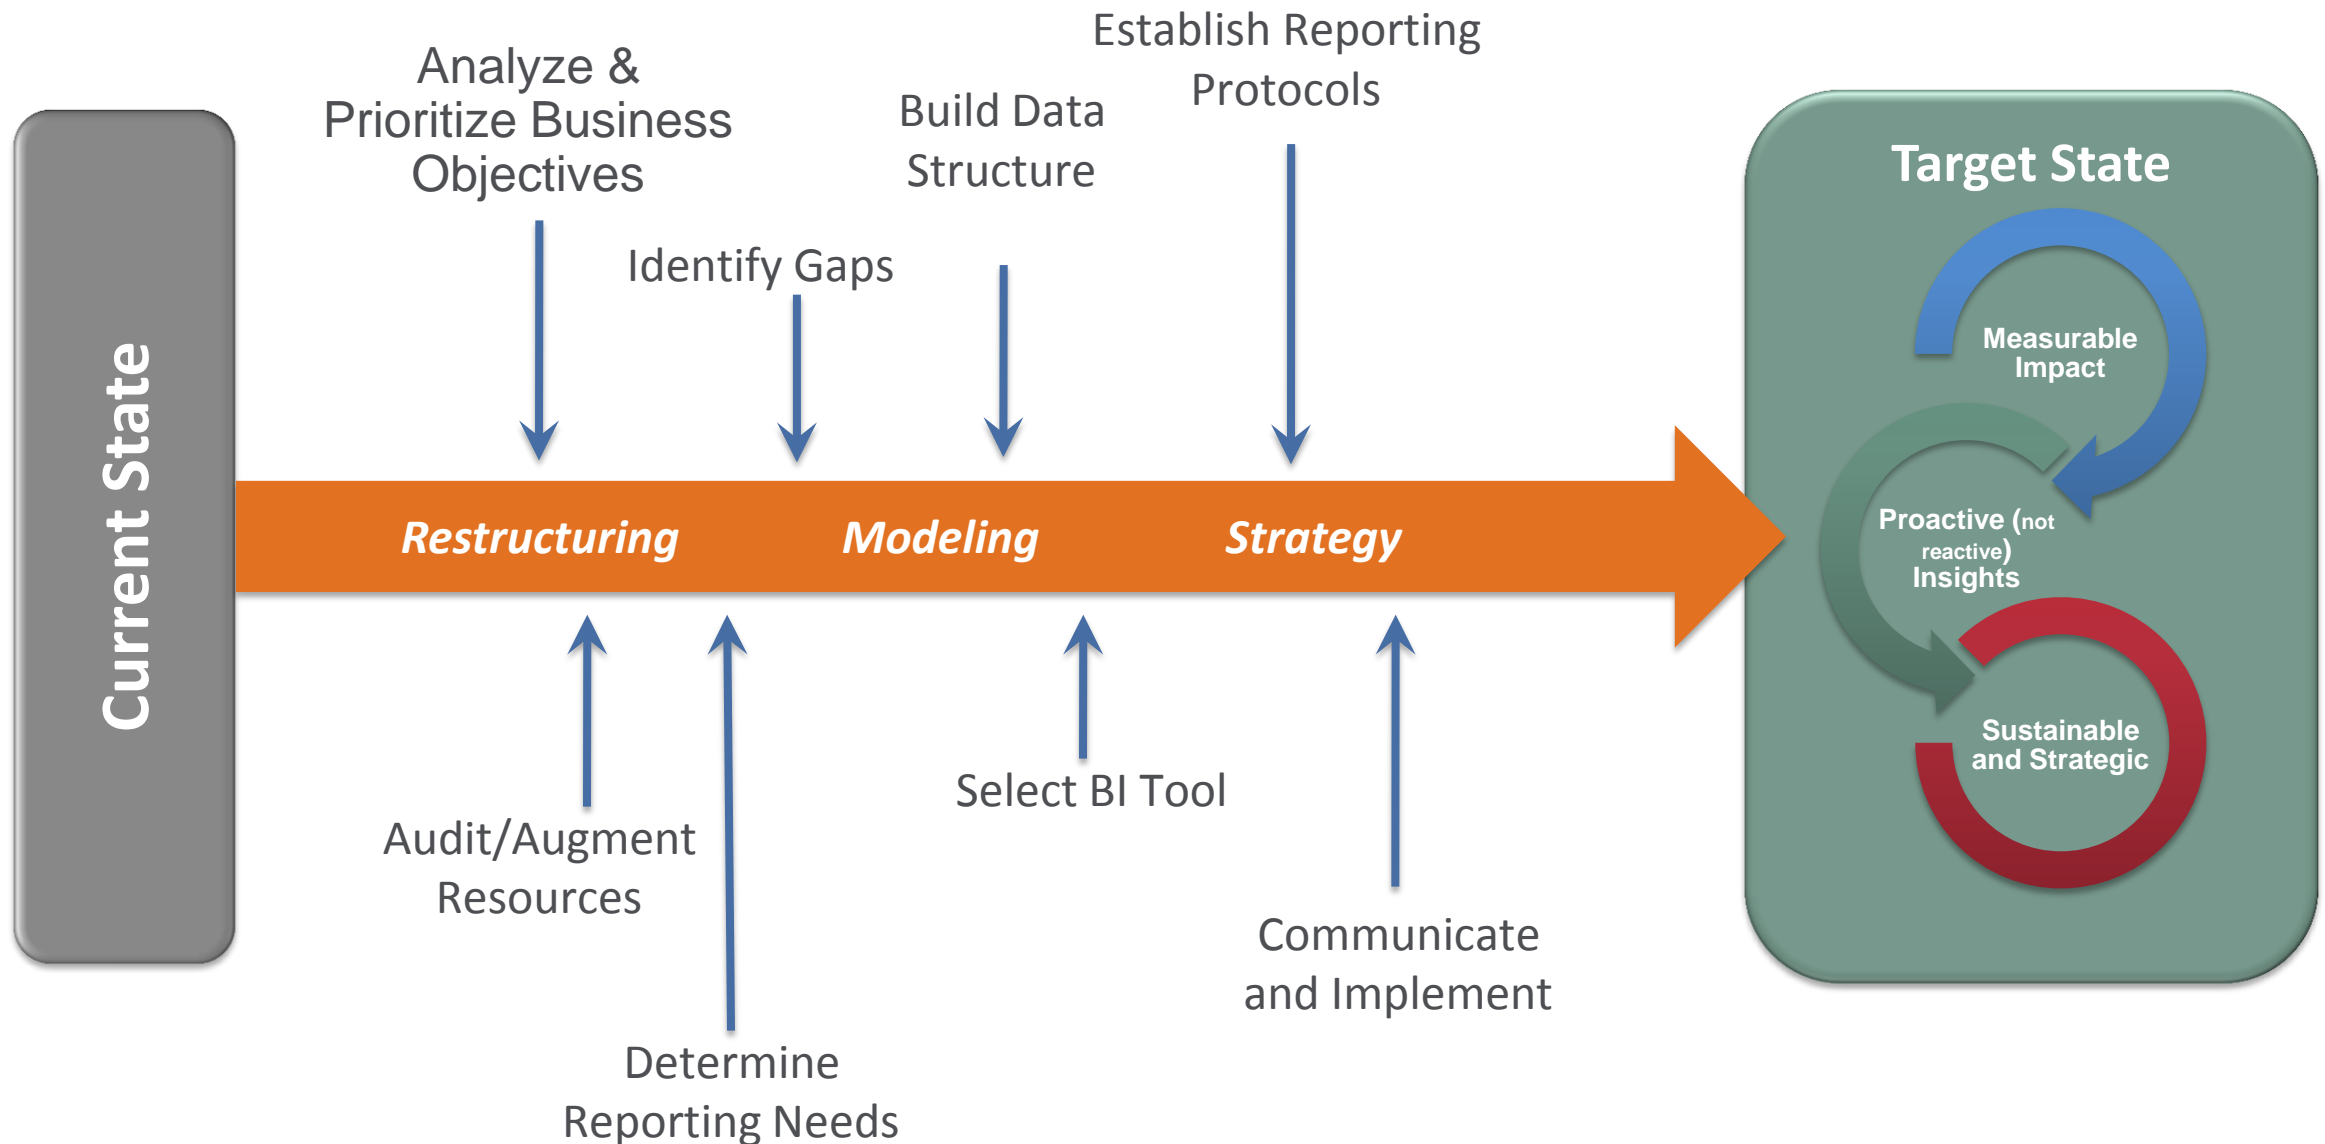 Establish Reporting
Protocols
Analyze &
Prioritize Business
Objectives
Build Data
Structure
Identify Gaps
Current State
Restructuring
Modeling
Strategy
Audit/Augment
Resources
Determine
Reporting Needs
Select BI Tool
Communicate
and Implement
Target State
Measurable
Impact
Proactive (not
reactive)
Insights
Sustainable
and Strategic